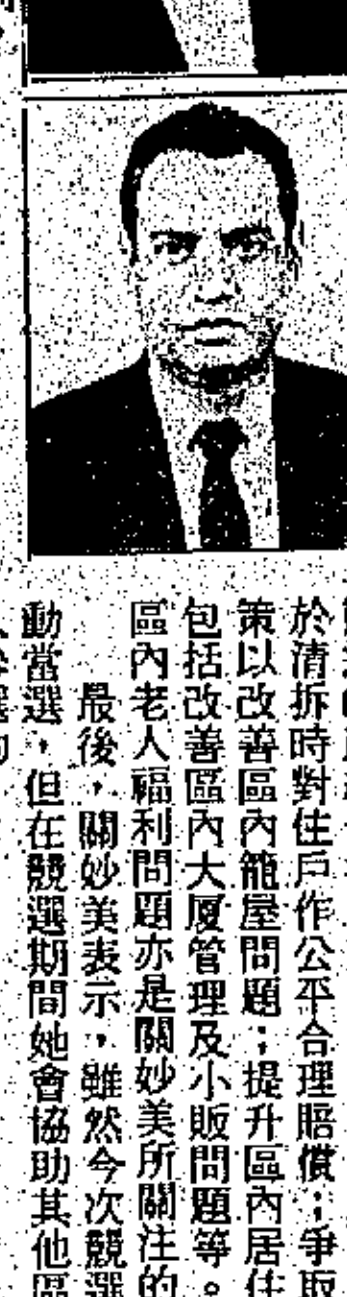 於清拆時對住戶作公平合理賠償；爭取
策以改善區內籠屋問題；提升區內居住
包括改善區內大厦管理及小販問題等。
區內老人福利問題亦是關妙美所關注的
最後，關妙美表示，雖然今次競選
動當選，但在競選期間她會協助其他區